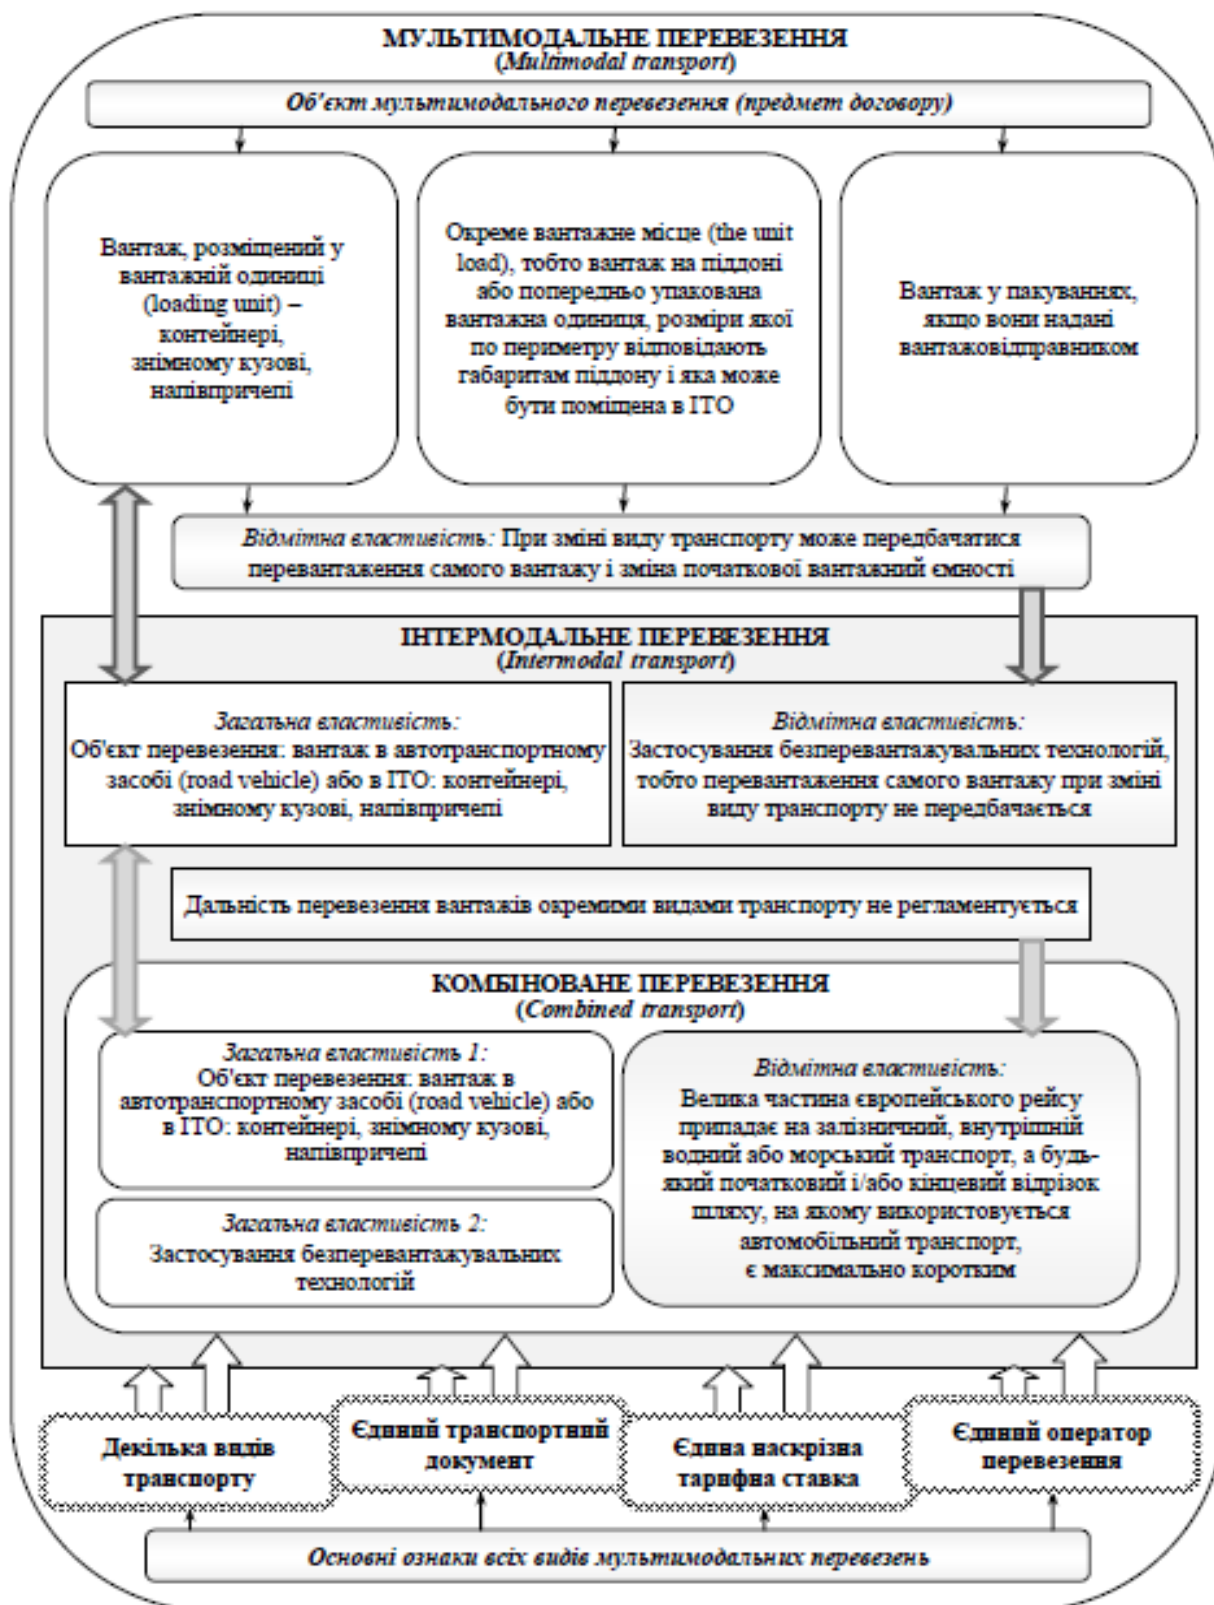 МУЛЬТИМОДАЛЬНЕ ПЕРЕВЕЗЕННЯ
(Multimodal transport)
Об'єкт мультимодального перевезення (предмет договору)
Вантаж, розміщений у
вантажній одиниці
(loading unit) –
контейнері,
знімному кузові,
напівпричепі
Окреме вантажне місце (the unit
load), тобто вантаж на піддоні
або попередньо упакована
вантажна одиниця, розміри якої
по периметру відповідають
габаритам піддону і яка може
бути поміщена в ІТО
Вантаж у пакуваннях,
якщо вони надані
вантажовідправником
Відмітна властивість: При зміні виду транспорту може передбачатися
перевантаження самого вантажу і зміна початкової вантажний ємності
ІНТЕРМОДАЛЬНЕ ПЕРЕВЕЗЕННЯ
(Intermodal transport)
Загальна властивість:
Об'єкт перевезення: вантаж в автотранспортному
засобі (road vehicle) або в ІТО: контейнері,
знімному кузові, напівпричепі
Відмітна властивість:
Застосування безперевантажувальних технологій,
тобто перевантаження самого вантажу при зміні
виду транспорту не передбачається
Дальність перевезення вантажів окремими видами транспорту не регламентується
КОМБІНОВАНЕ ПЕРЕВЕЗЕННЯ
(Combined transport)
Загальна властивість 1:
Об'єкт перевезення: вантаж в
автотранспортному засобі (road vehicle) або
в ІТО: контейнері, знімному кузові,
напівпричепі
Загальна властивість 2:
Застосування безперевантажувальних
технологій
Відмітна властивість:
Велика частина європейського рейсу
припадає на залізничний, внутрішній
водний або морський транспорт, а будь-
який початковий і/або кінцевий відрізок
шляху, на якому використовується
автомобільний транспорт,
є максимально коротким
Декілька видів
транспорту
Єдиний транспортний
документ
Єдина наскрізна
тарифна ставка
Єдиний оператор
перевезення
Основні ознаки всіх видів мультимодальних перевезень